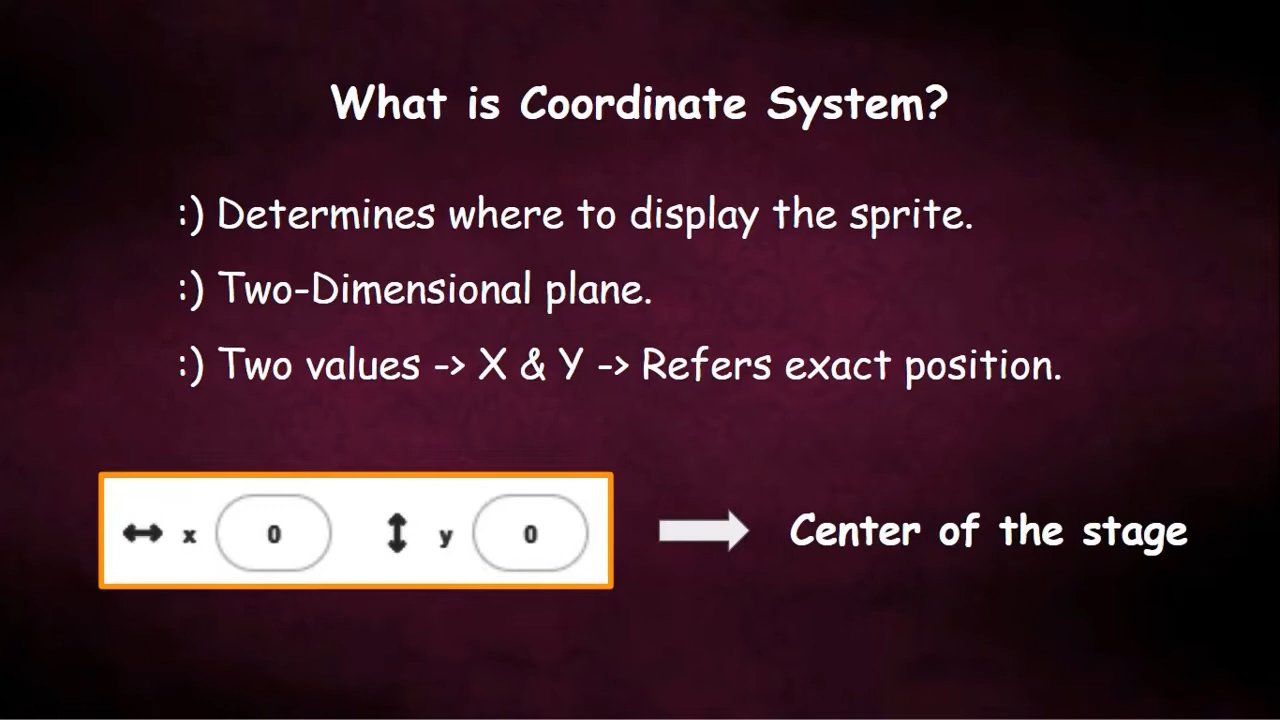 What is Coordinate System?
:) Determines where to display the sprite.
:) Two-Dimensional plane.
:) Two values -> X & Y -> Refers exact position.
x 0 y 0
Center of the stage